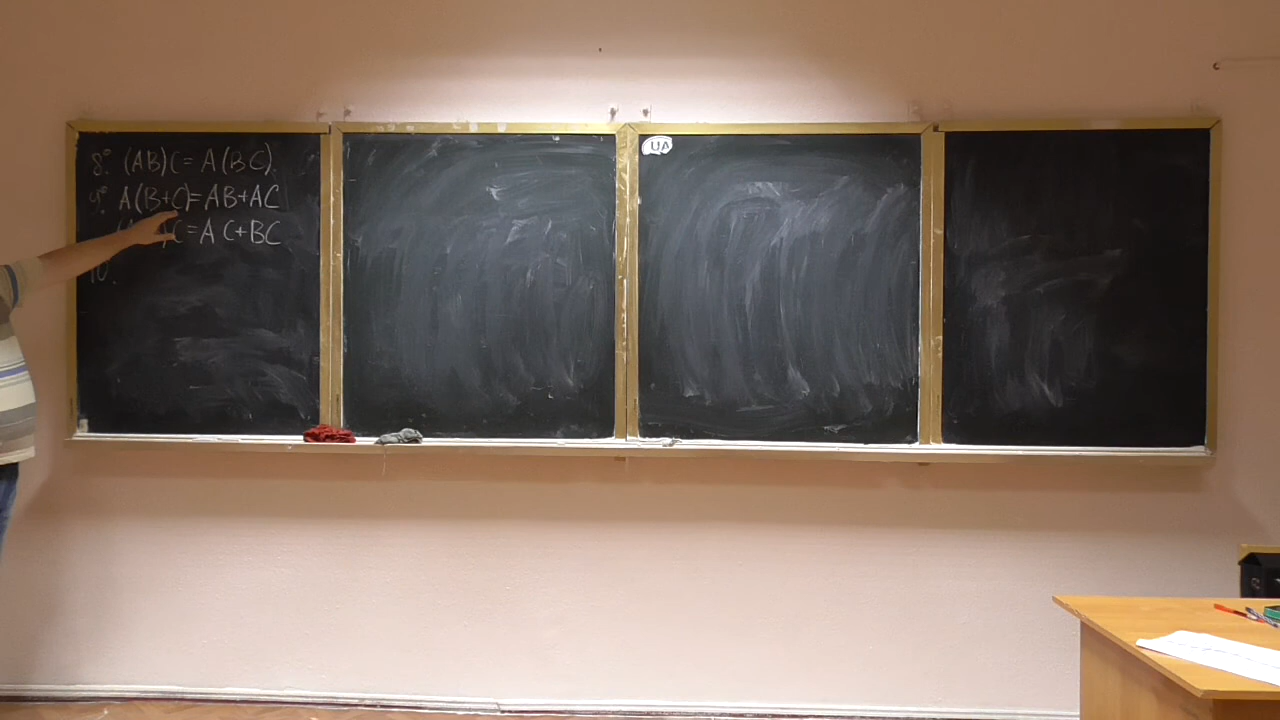 8°. (AB)C = A(BC).
9°. A(B+C)=AB+AC
C = AC+BC
10°.
UA